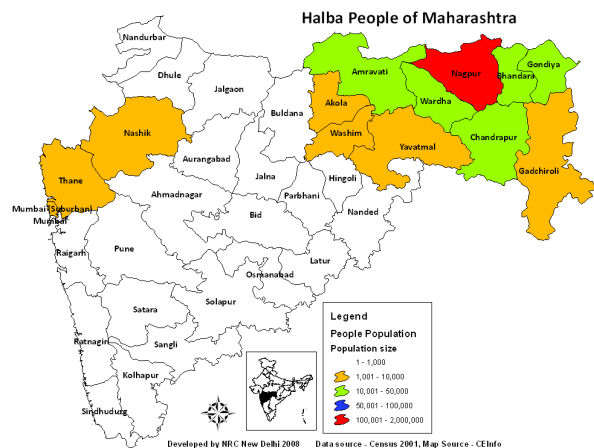 Halba People of Maharashtra
Nandurbar
Dhule
Jalgaon
Amravati
Nagpur
Bhandara
Gondiya
Buldana
Akola
Wardha
Nashik
Washim
Yavatmal
Chandrapur
Aurangabad
Gadchiroli
Thane
Jalna
Hingoli
Ahmadnagar
Parbhani
Mumbai (Suburban)
Mumbai
Bid
Nanded
Raigarh
Pune
Latur
Osmanabad
Solapur
Satara
Ratnagiri
Sangli
Kolhapur
Sindhudurg
Legend
People Population
Population size
1 - 1,000
1,001 - 10,000
10,001 - 50,000
50,001 - 100,000
100,001 - 2,000,000
Developed by NRC New Delhi 2008 Data source - Census 2001, Map Source - CEInfo